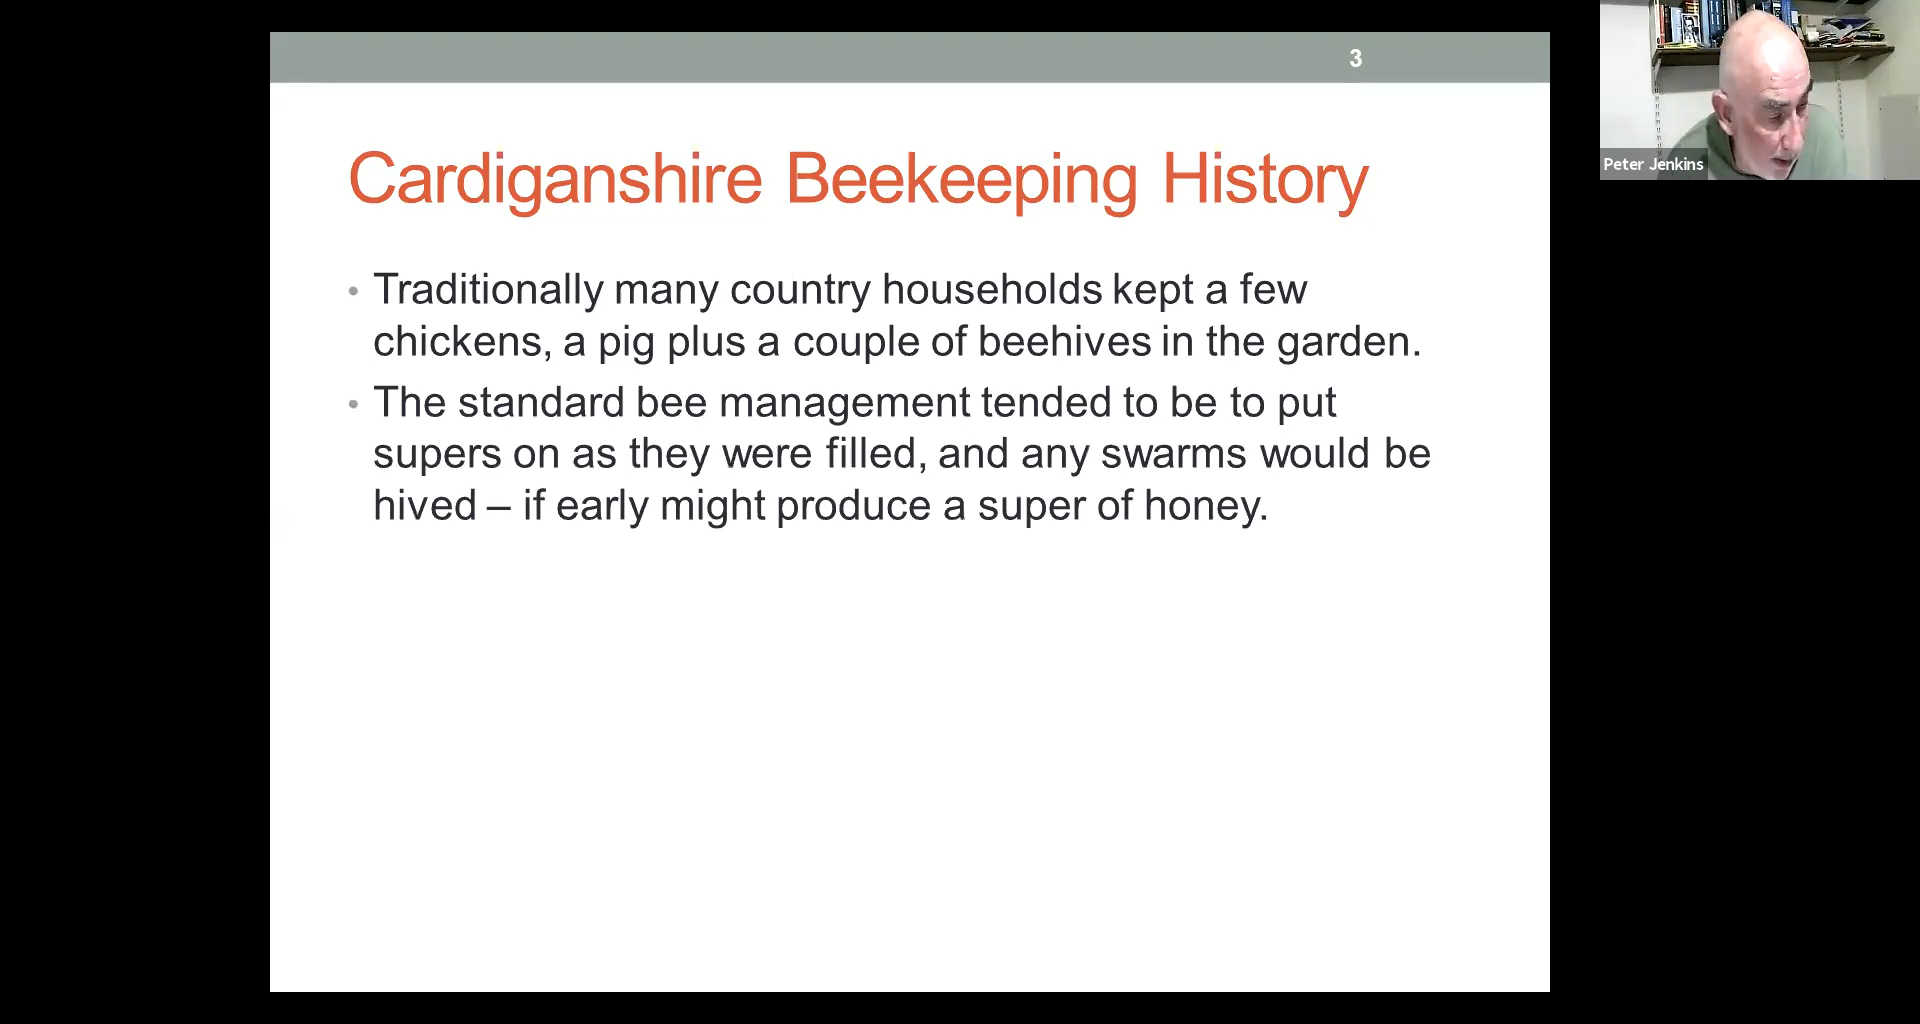 3
Cardiganshire Beekeeping History
• Traditionally many country households kept a few
chickens, a pig plus a couple of beehives in the garden.
• The standard bee management tended to be to put
supers on as they were filled, and any swarms would be
hived – if early might produce a super of honey.
Peter Jenkins